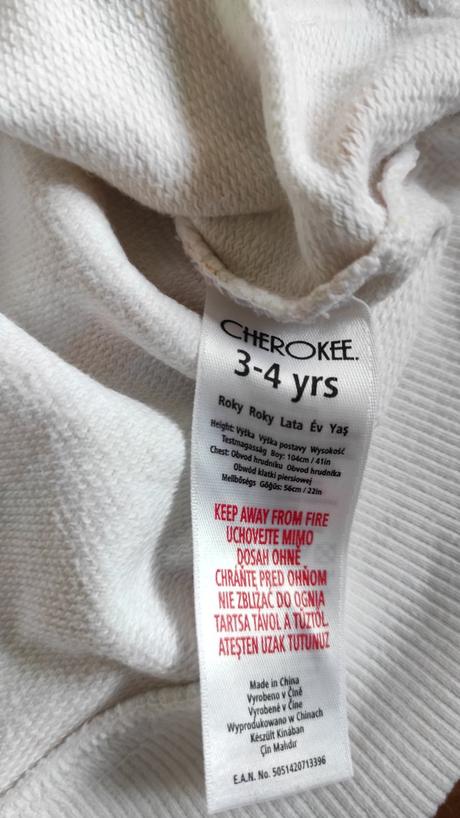 CHEROKEE.
3-4 yrs
Roky Roky Lata Év Yaş
Height: Výška Výška postavy Wysokość
Testmagasság Boy: 104cm / 41in
Chest: Obvod hrudníku Obvod hrudníka
Obwód klatki piersiowej
Mellbőségs Göğüs: 56cm / 22in
KEEP AWAY FROM FIRE
UCHOVEJTE MIMO
DOSAH OHNĚ
CHRÁŇTE PRED OHŇOM
NIE ZBLIŻAĆ DO OGNIA
TARTSA TÁVOL A TŰZTŐL.
ATEŞTEN UZAK TUTUNUZ
Made in China
Vyrobeno v Číně
Vyrobené v Číne
Wyprodukowano w Chinach
Készült Kínában
Çin Malıdır
E.A.N. No. 5051420713396